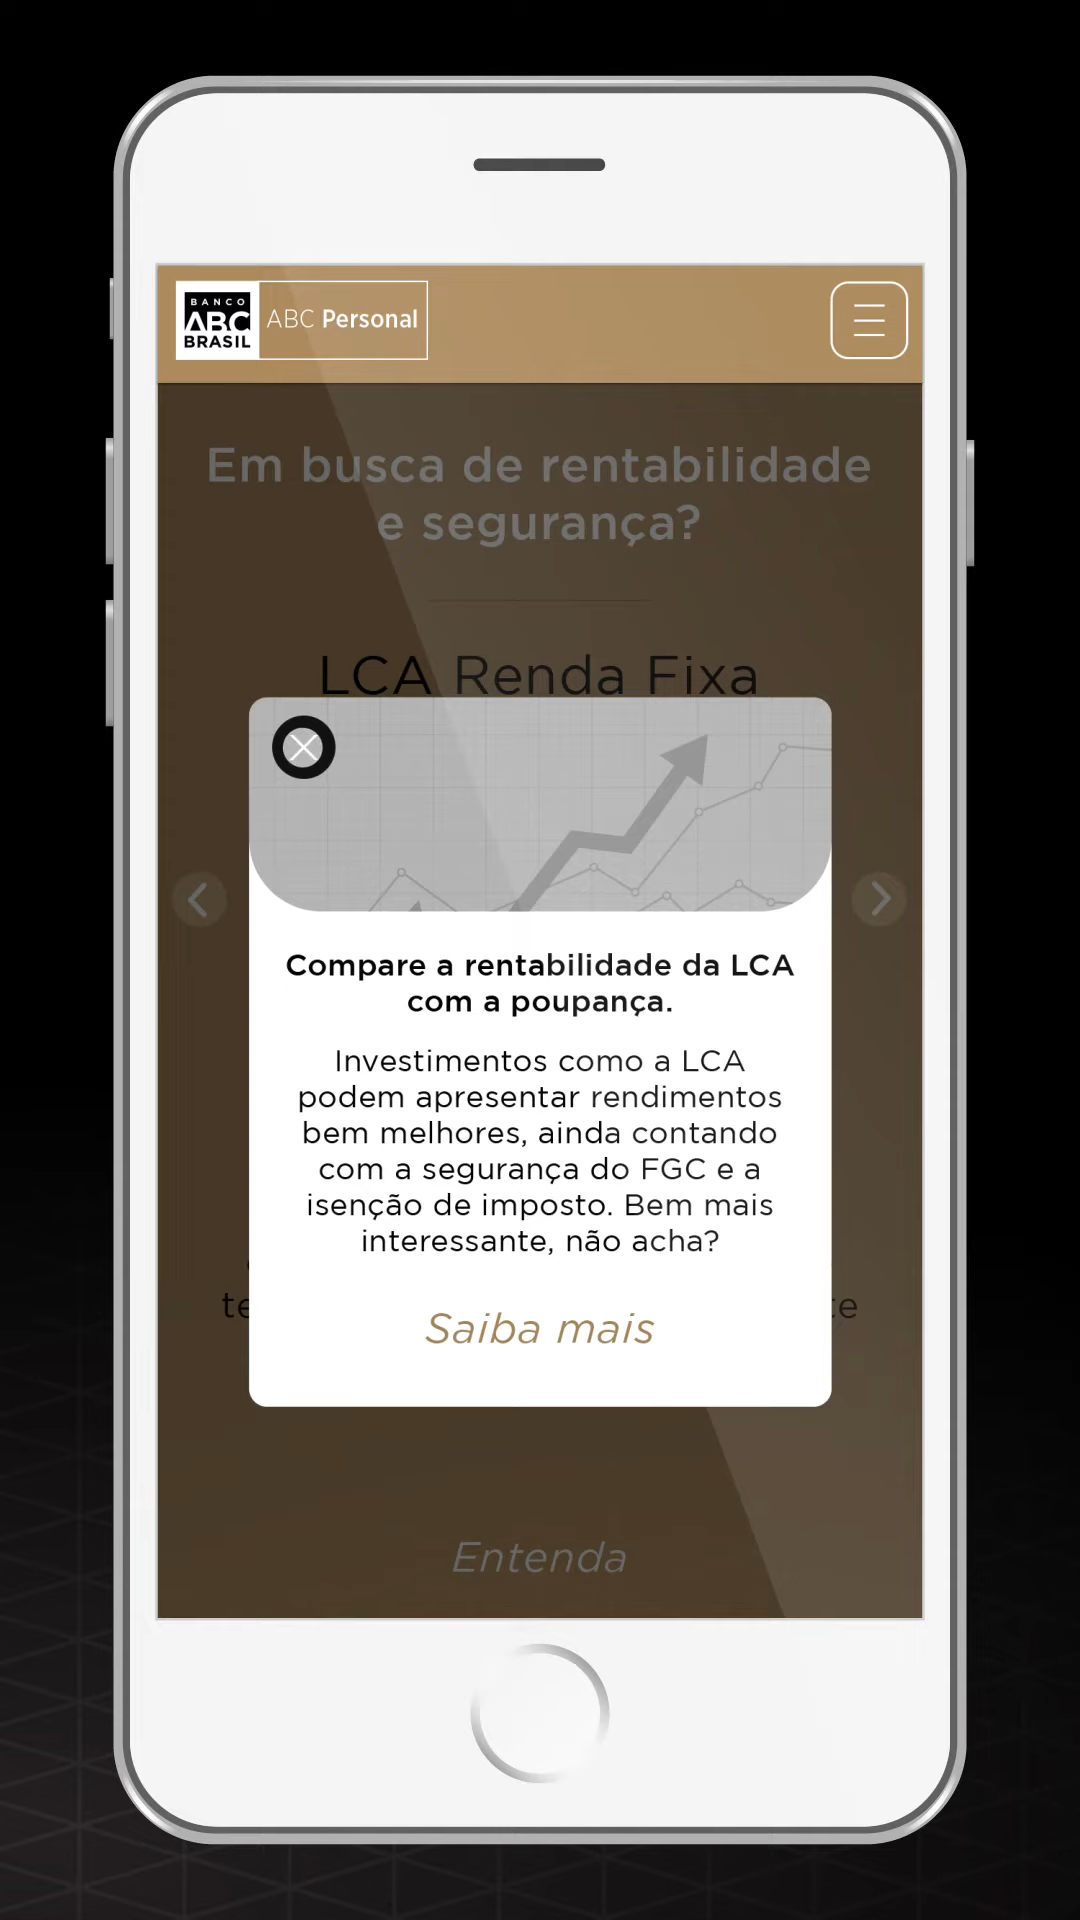 BANCO
ABC
BRASIL
ABC Personal
Em busca de rentabilidade
e segurança?
LCA Renda Fixa
Compare a rentabilidade da LCA
com a poupança.
Investimentos como a LCA
podem apresentar rendimentos
bem melhores, ainda contando
com a segurança do FGC e a
isenção de imposto. Bem mais
interessante, não acha?
Saiba mais
Entenda